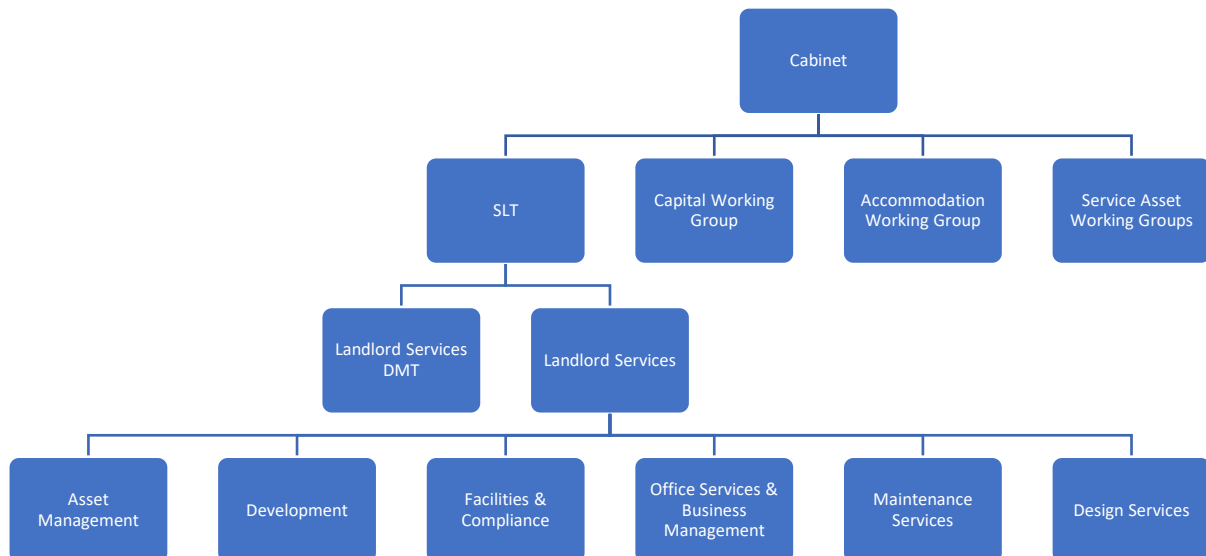 Cabinet
SLT
Capital Working
Group
Accommodation
Working Group
Service Asset
Working Groups
Landlord Services
DMT
Landlord Services
Asset
Management
Development
Facilities &
Compliance
Office Services &
Business
Management
Maintenance
Services
Design Services